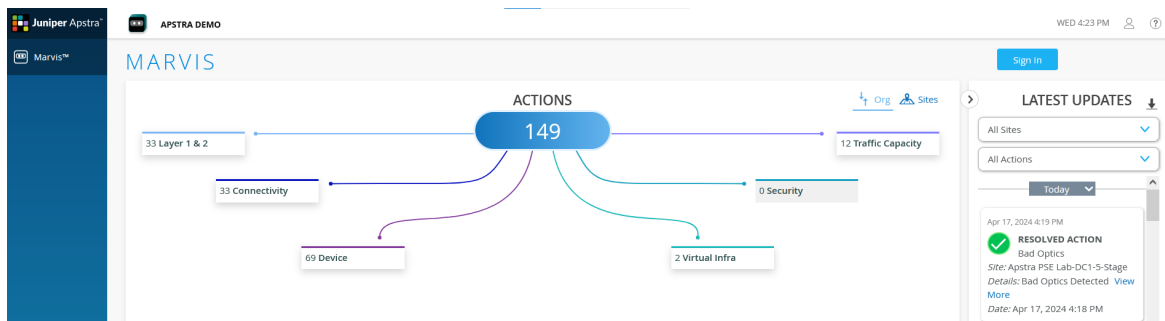 Juniper Apstra™
APSTRA DEMO
WED 4:23 PM
?
Marvis™
MARVIS
Sign In
ACTIONS
Org
Sites
149
33 Layer 1 & 2
12 Traffic Capacity
33 Connectivity
0 Security
69 Device
2 Virtual Infra
LATEST UPDATES
All Sites
All Actions
Today
Apr 17, 2024 4:19 PM
RESOLVED ACTION
Bad Optics
Site: Apstra PSE Lab-DC1-5-Stage
Details: Bad Optics Detected View
More
Date: Apr 17, 2024 4:18 PM